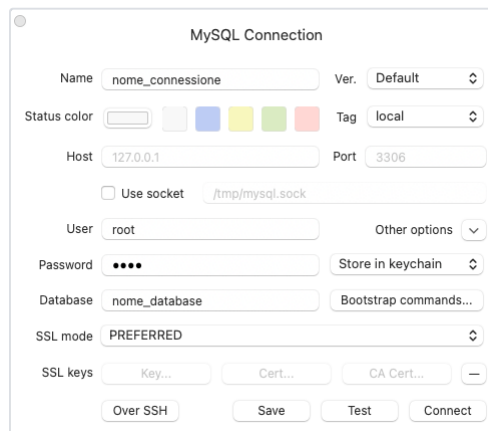 MySQL Connection
Name nome_connessione Ver. Default
Status color Tag local
Host 127.0.0.1 Port 3306
Use socket /tmp/mysql.sock
User root Other options
Password •••• Store in keychain
Database nome_database Bootstrap commands...
SSL mode PREFERRED
SSL keys Key... Cert... CA Cert... —
Over SSH Save Test Connect